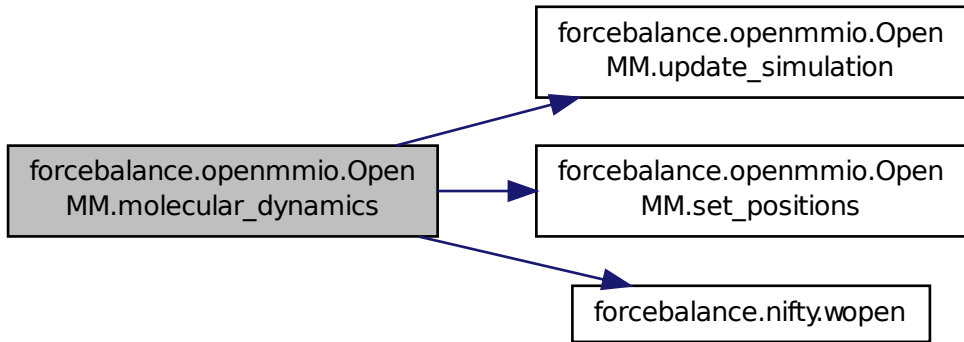 forcebalance.openmmio.Open
MM.update_simulation
forcebalance.openmmio.Open
MM.molecular_dynamics
forcebalance.openmmio.Open
MM.set_positions
forcebalance.nifty.wopen